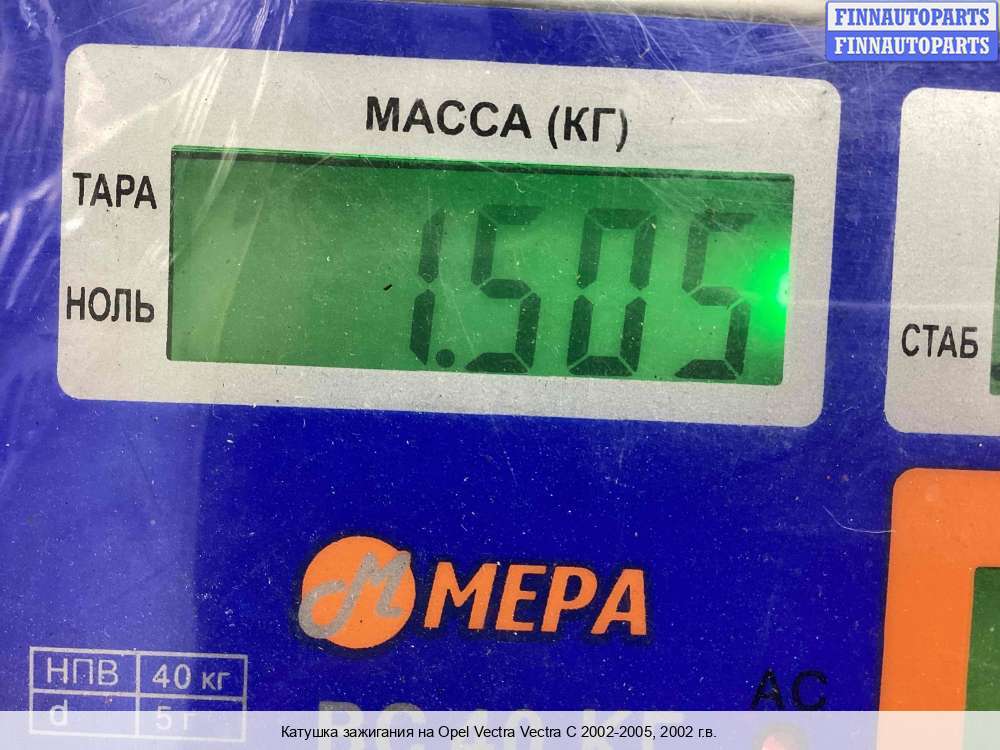 FINNAUTOPARTS
FINNAUTOPARTS
МАССА (КГ)
ТАРА
1.505
НОЛЬ
СТАБ
М МЕРА
НПВ 40 кг
d 5 г
АС
Катушка зажигания на Opel Vectra Vectra C 2002-2005, 2002 г.в.